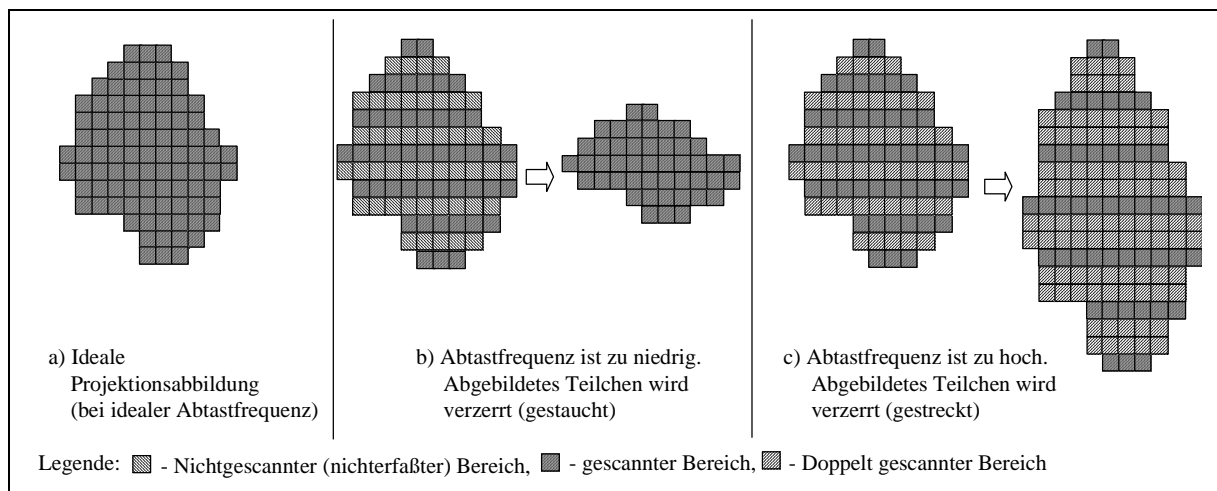 a) Ideale
Projektionsabbildung
(bei idealer Abtastfrequenz)
b) Abtastfrequenz ist zu niedrig.
Abgebildetes Teilchen wird
verzerrt (gestaucht)
c) Abtastfrequenz ist zu hoch.
Abgebildetes Teilchen wird
verzerrt (gestreckt)
Legende: - Nichtgescannter (nichterfaßter) Bereich, - gescannter Bereich, - Doppelt gescannter Bereich